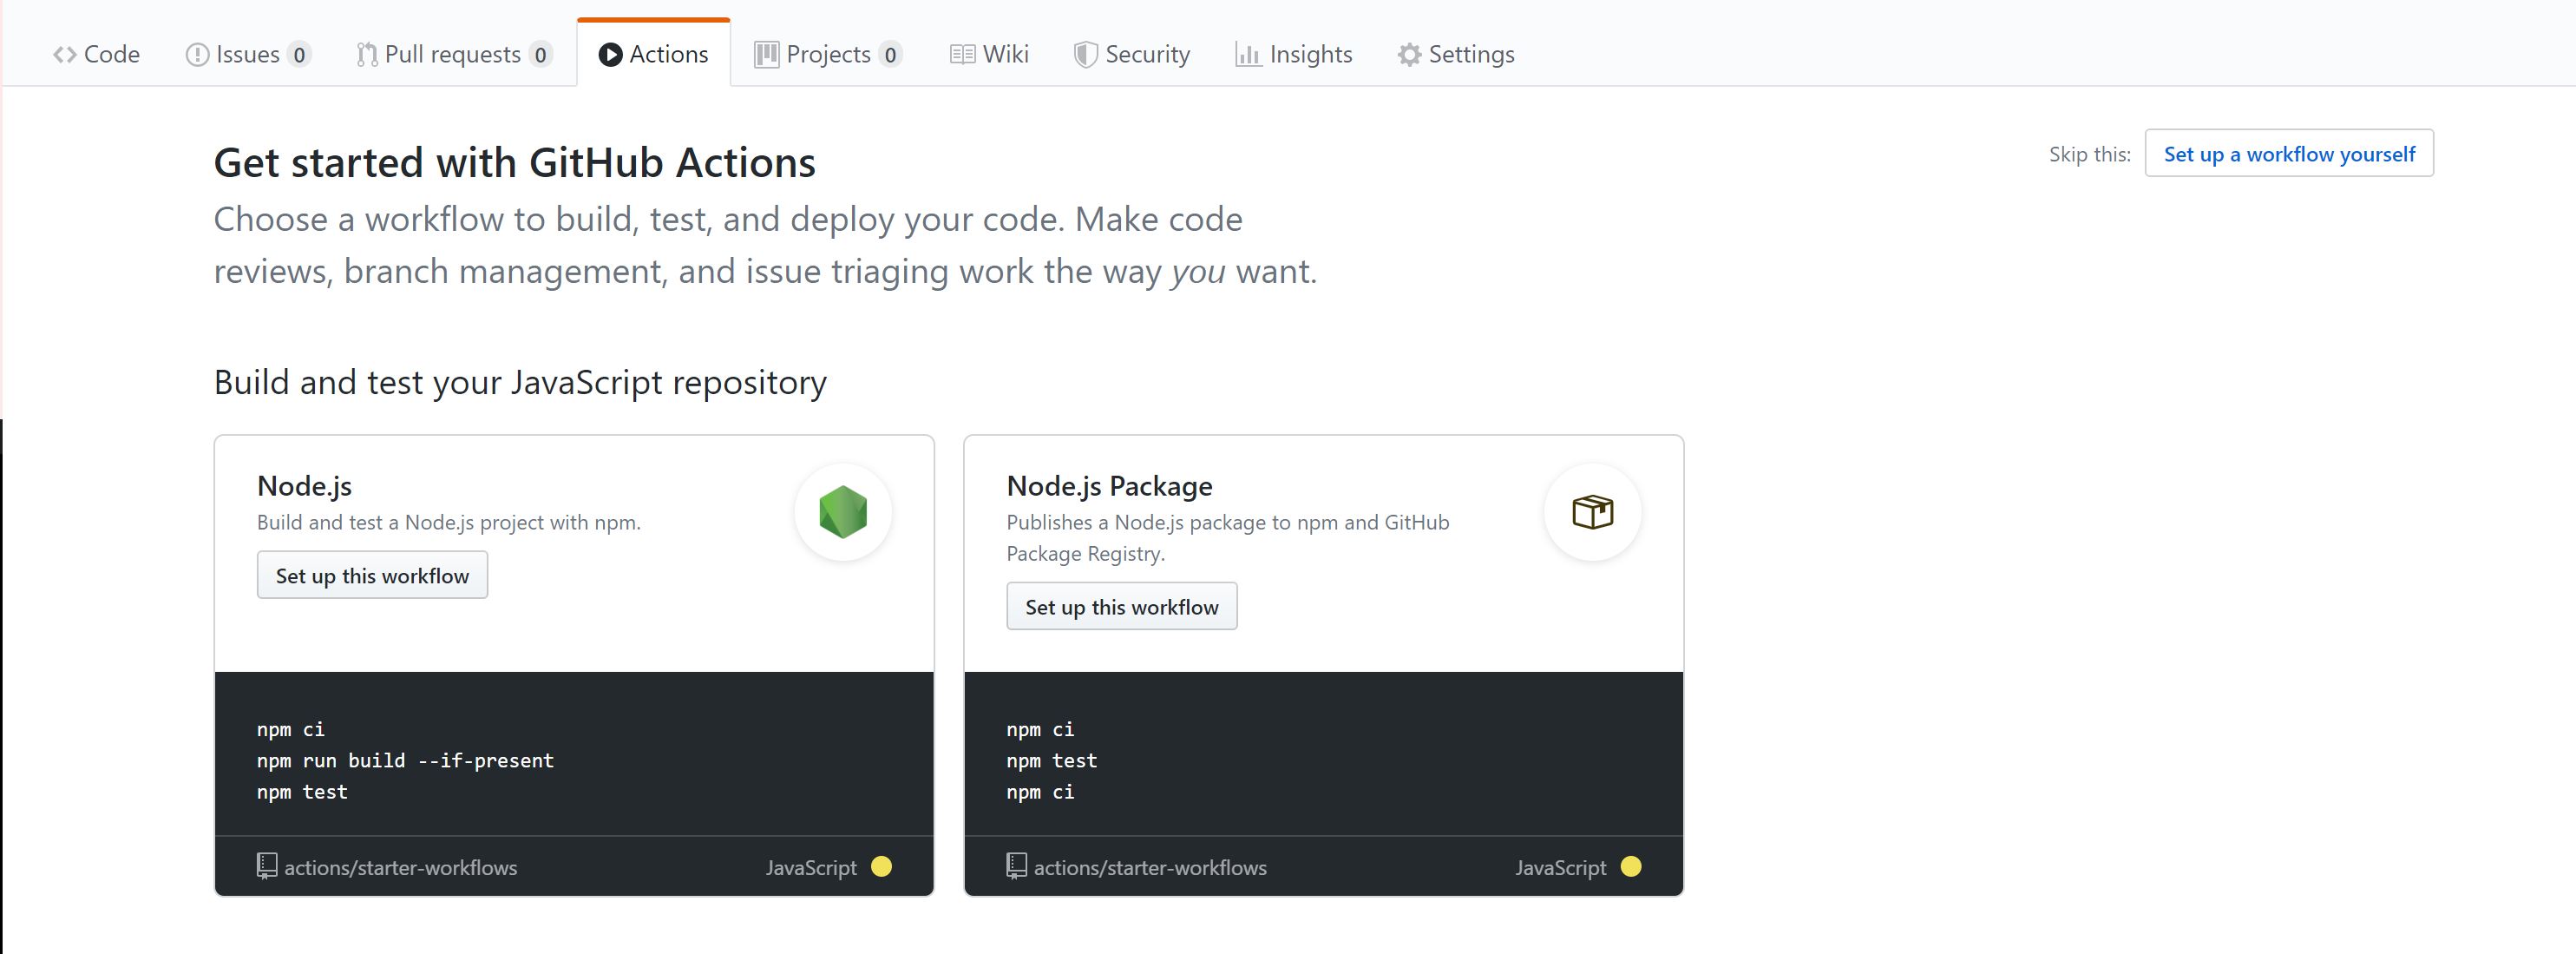 Code Issues 0 Pull requests 0 Actions Projects 0 Wiki Security Insights Settings
Get started with GitHub Actions
Skip this: Set up a workflow yourself
Choose a workflow to build, test, and deploy your code. Make code
reviews, branch management, and issue triaging work the way you want.
Build and test your JavaScript repository
Node.js
Build and test a Node.js project with npm.
Set up this workflow
npm ci
npm run build --if-present
npm test
actions/starter-workflows JavaScript
Node.js Package
Publishes a Node.js package to npm and GitHub
Package Registry.
Set up this workflow
npm ci
npm test
npm ci
actions/starter-workflows JavaScript